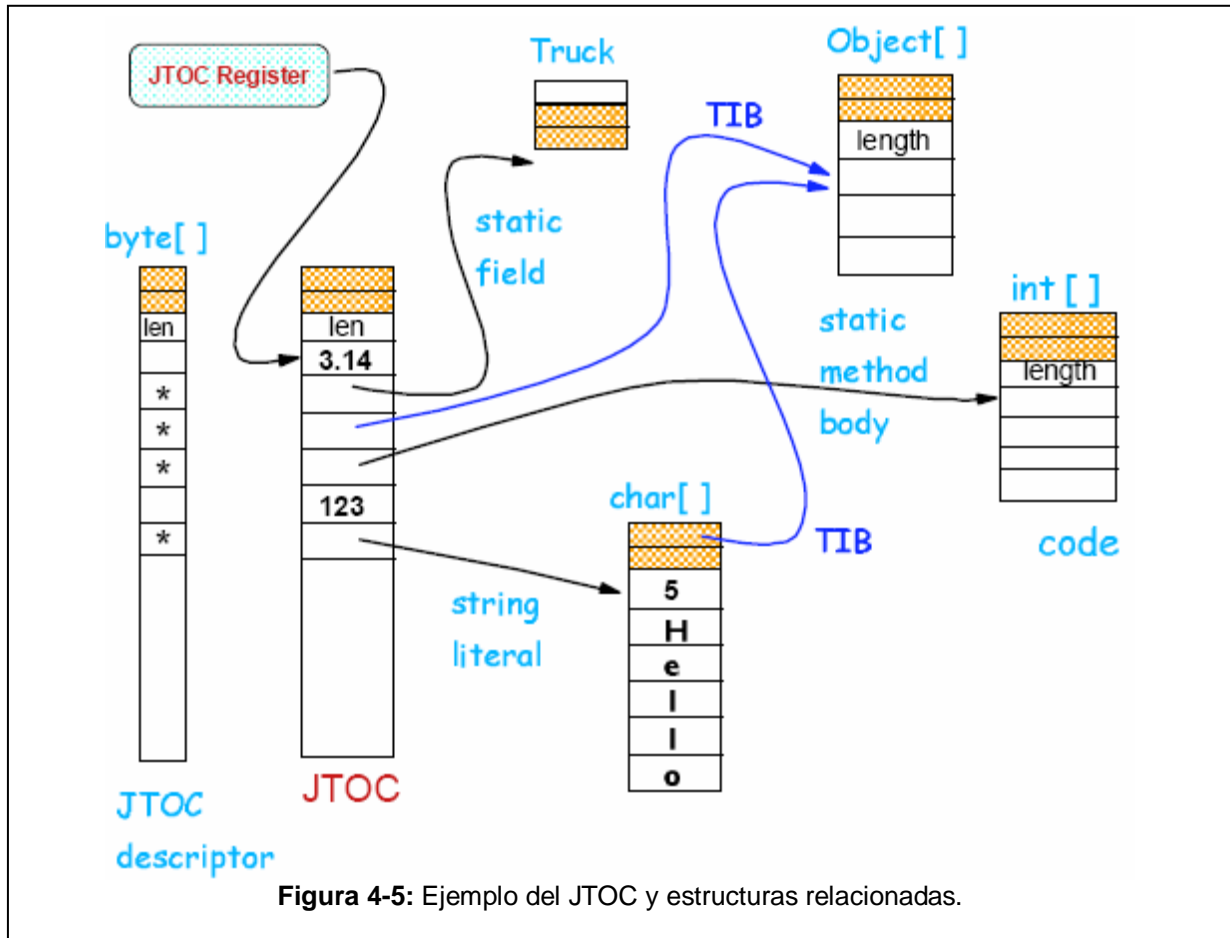 JTOC Register
Truck
Object[ ]
TIB
length
static
field
byte[ ]
len
*
*
*
*
JTOC
descriptor
len
3.14
123
JTOC
static
method
body
int [ ]
length
code
char[ ]
5
H
e
l
l
o
TIB
string
literal
Figura 4-5: Ejemplo del JTOC y estructuras relacionadas.